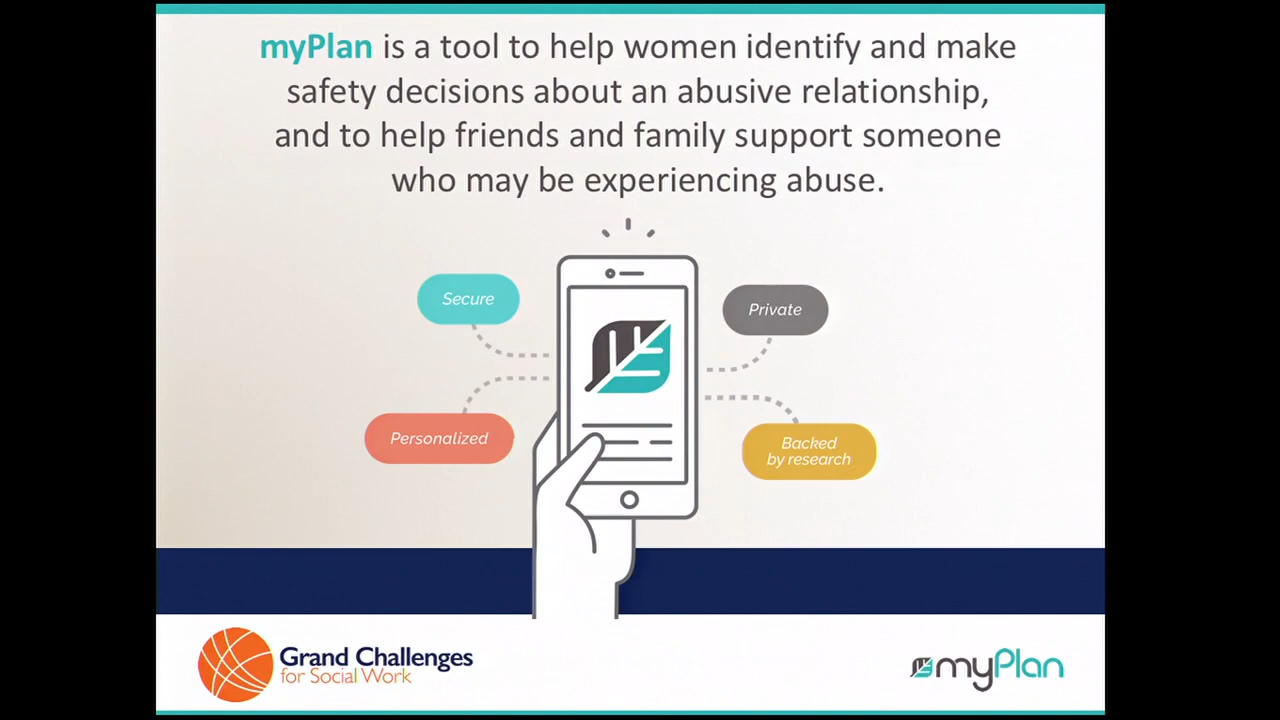 myPlan is a tool to help women identify and make
safety decisions about an abusive relationship,
and to help friends and family support someone
who may be experiencing abuse.
Secure
Private
Personalized
Backed
by research
Grand Challenges
for Social Work
myPlan